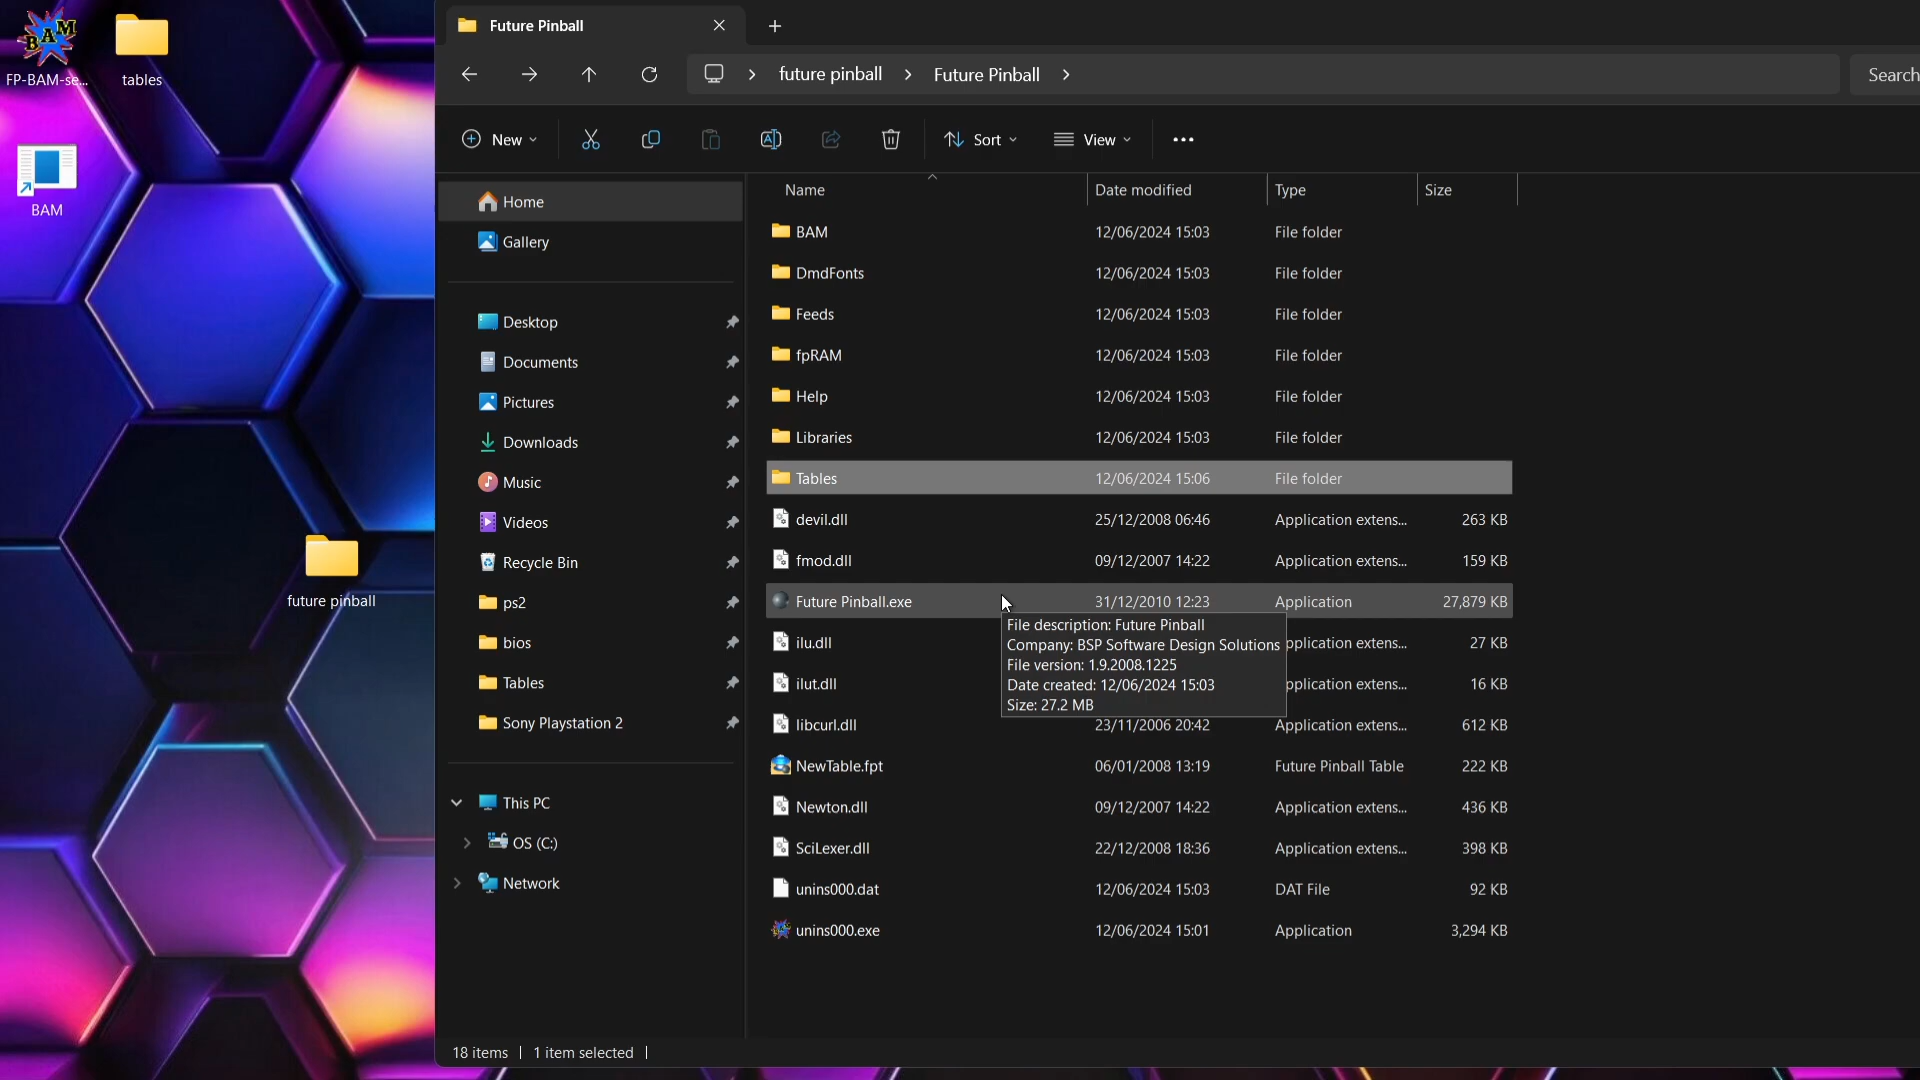 FP-BAM-se...
tables
BAM
future pinball
Future Pinball
future pinball
Future Pinball
Search
New
Sort
View
Home
Gallery
Desktop
Documents
Pictures
Downloads
Music
Videos
Recycle Bin
ps2
bios
Tables
Sony Playstation 2
This PC
OS (C:)
Network
Name Date modified Type Size
BAM 12/06/2024 15:03 File folder
DmdFonts 12/06/2024 15:03 File folder
Feeds 12/06/2024 15:03 File folder
fpRAM 12/06/2024 15:03 File folder
Help 12/06/2024 15:03 File folder
Libraries 12/06/2024 15:03 File folder
Tables 12/06/2024 15:06 File folder
devil.dll 25/12/2008 06:46 Application extens... 263 KB
fmod.dll 09/12/2007 14:22 Application extens... 159 KB
Future Pinball.exe 31/12/2010 12:23 Application 27,879 KB
File description: Future Pinball
Company: BSP Software Design Solutions
File version: 1.9.2008.1225
Date created: 12/06/2024 15:03
Size: 27.2 MB
ilu.dll pplication extens... 27 KB
ilut.dll pplication extens... 16 KB
libcurl.dll 23/11/2006 20:42 Application extens... 612 KB
NewTable.fpt 06/01/2008 13:19 Future Pinball Table 222 KB
Newton.dll 09/12/2007 14:22 Application extens... 436 KB
SciLexer.dll 22/12/2008 18:36 Application extens... 398 KB
unins000.dat 12/06/2024 15:03 DAT File 92 KB
unins000.exe 12/06/2024 15:01 Application 3,294 KB
18 items 1 item selected